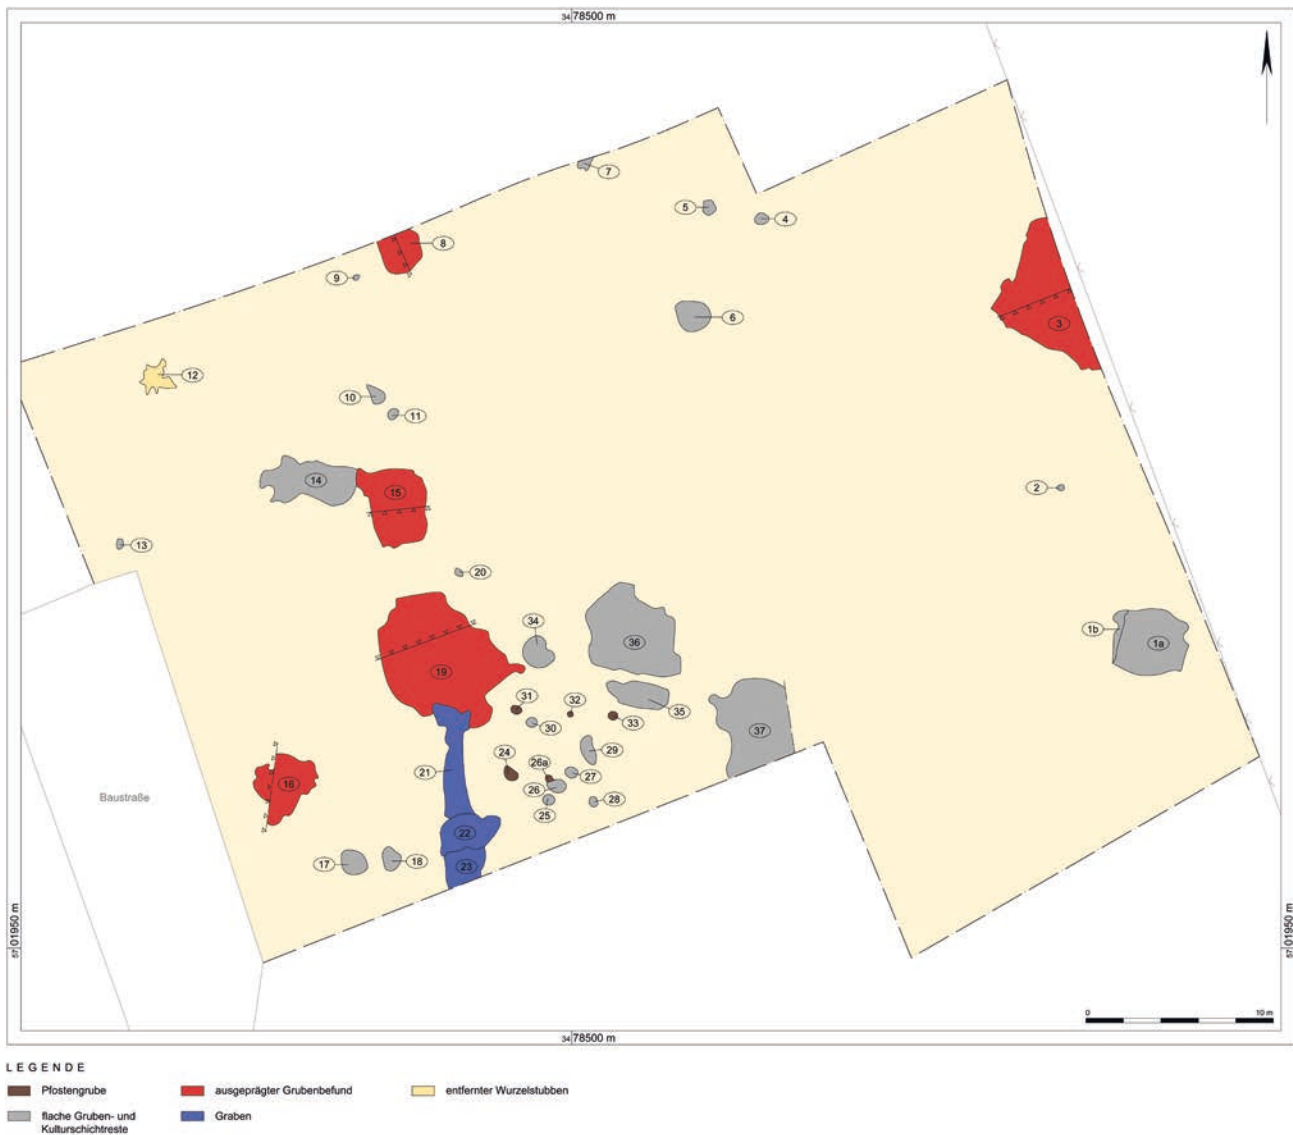 34 78500 m
7
5
4
8
9
6
3
12
10
11
14
15
2
13
20
34
36
1b
1a
19
31
32
33
35
30
37
29
24
26a
27
21
26
28
25
16
Baustraße
22
17
18
23
57 01950 m
57 01950 m
0 10 m
34 78500 m
LEGENDE
Pfostengrube
ausgeprägter Grubenbefund
entfernter Wurzelstubben
flache Gruben- und
Kulturschichtreste
Graben